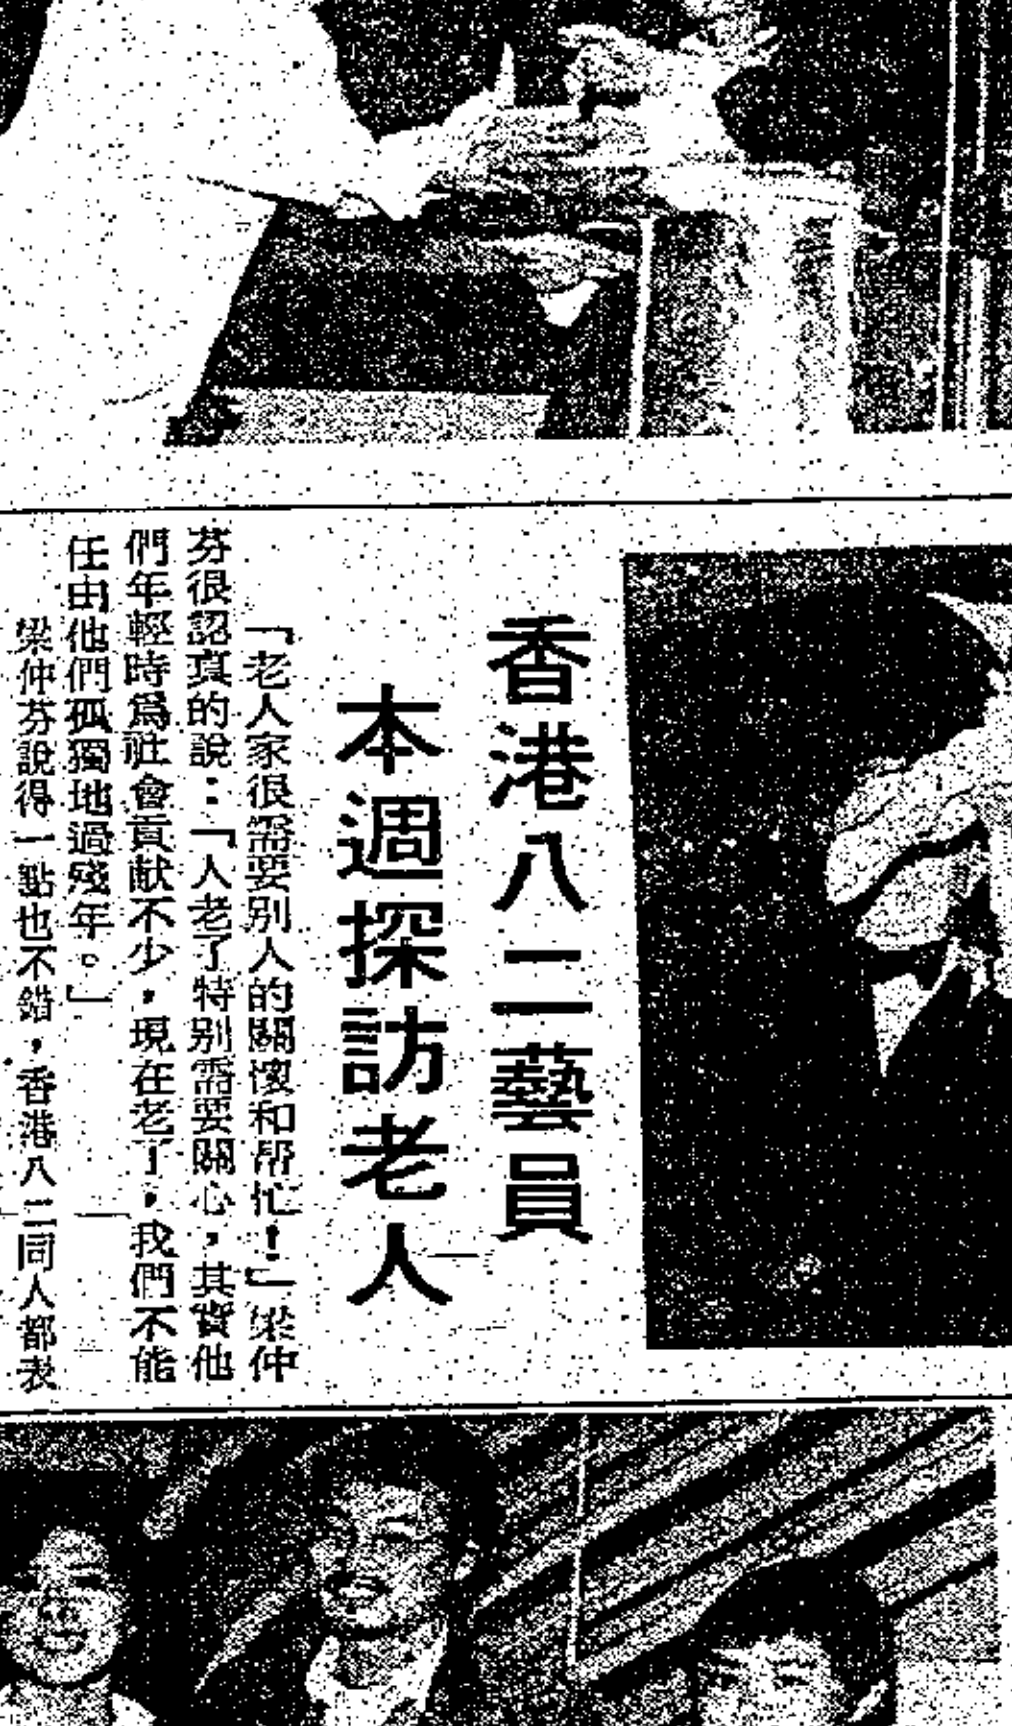 香港八二藝員
本週探訪老人
「老人家很需要別人的關懷和帮忙！」梁仲
芬很認真的說：「人老了特別需要關心，其實他
們年輕時爲社會貢献不少，現在老了，我們不能
任由他們孤獨地過殘年。」
梁仲芬說得一點也不錯，香港八二同人都表